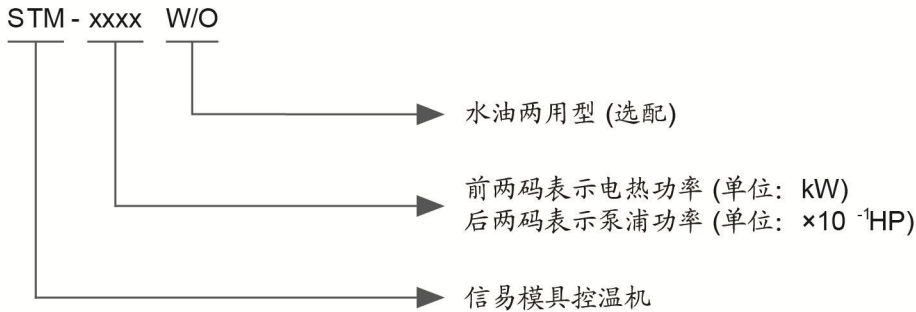 STM - xxxx W/O
水油两用型 (选配)
前两码表示电热功率 (单位：kW)
后两码表示泵浦功率 (单位：×10 -1HP)
信易模具控温机